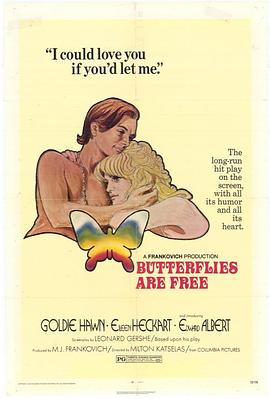 "I could love you
if you'd let me."
The
long-run
hit play
on the
screen,
with all
its humor
and all
its
heart.
A FRANKOVICH PRODUCTION
BUTTERFLIES
ARE FREE
and introducing
GOLDIE HAWN · EILEEN HECKART · EDWARD ALBERT
Screenplay by LEONARD GERSHE / Based upon his play
Produced by M.J. FRANKOVICH / Directed by MILTON KATSELAS / from COLUMBIA PICTURES
PG